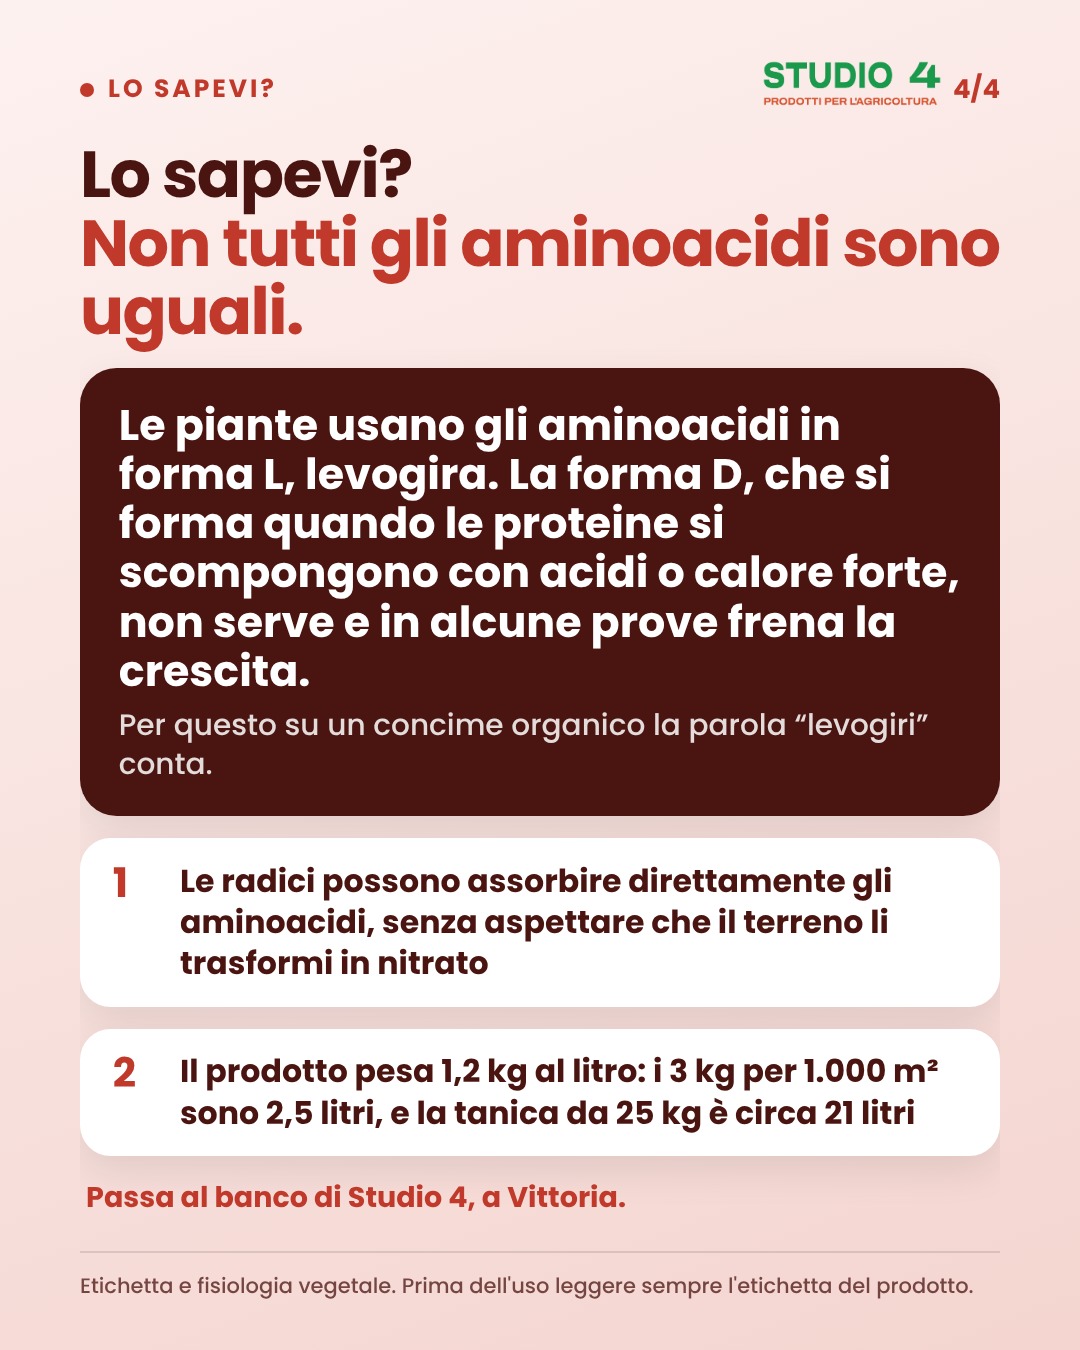 LO SAPEVI?
STUDIO 4
PRODOTTI PER L'AGRICOLTURA
4/4
Lo sapevi?
Non tutti gli aminoacidi sono
uguali.
Le piante usano gli aminoacidi in
forma L, levogira. La forma D, che si
forma quando le proteine si
scompongono con acidi o calore forte,
non serve e in alcune prove frena la
crescita.
Per questo su un concime organico la parola “levogiri”
conta.
1
Le radici possono assorbire direttamente gli
aminoacidi, senza aspettare che il terreno li
trasformi in nitrato
2
Il prodotto pesa 1,2 kg al litro: i 3 kg per 1.000 m²
sono 2,5 litri, e la tanica da 25 kg è circa 21 litri
Passa al banco di Studio 4, a Vittoria.
Etichetta e fisiologia vegetale. Prima dell'uso leggere sempre l'etichetta del prodotto.